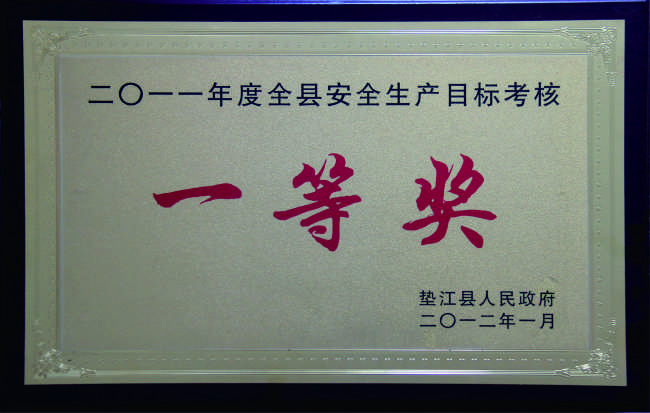 二〇一一年度全县安全生产目标考核
一等奖
垫江县人民政府
二〇一二年一月